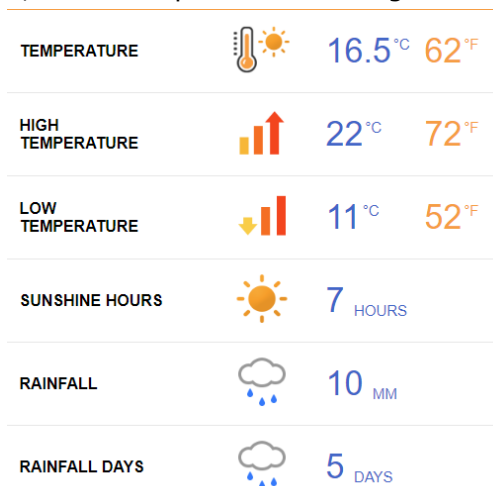 TEMPERATURE 16.5°C 62°F
HIGH
TEMPERATURE 22°C 72°F
LOW
TEMPERATURE 11°C 52°F
SUNSHINE HOURS 7 HOURS
RAINFALL 10 MM
RAINFALL DAYS 5 DAYS